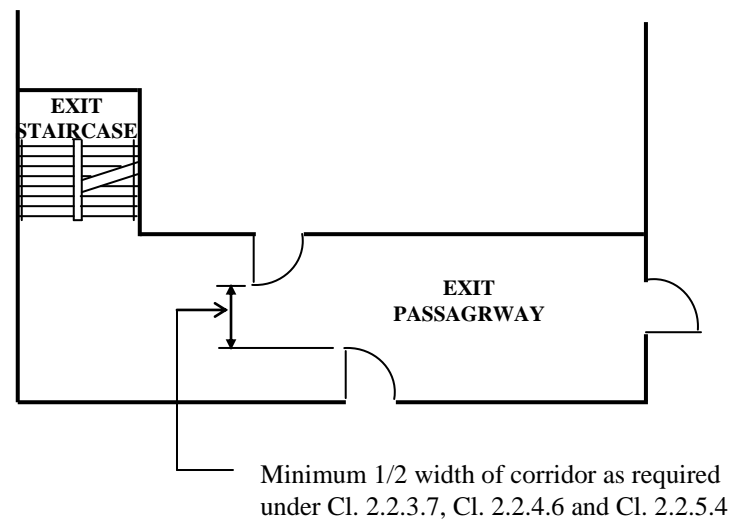 EXIT
STAIRCASE
EXIT
PASSAGRWAY
Minimum 1/2 width of corridor as required
under Cl. 2.2.3.7, Cl. 2.2.4.6 and Cl. 2.2.5.4